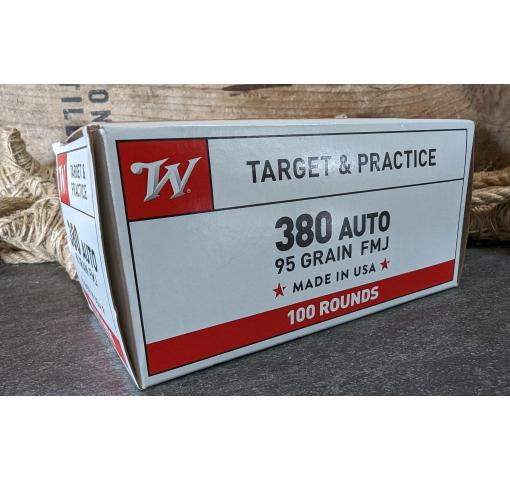 W
TARGET & PRACTICE
380 AUTO
95 GRAIN FMJ
★ MADE IN USA ★
100 ROUNDS
W
TARGET &
PRACTICE
380 AUTO